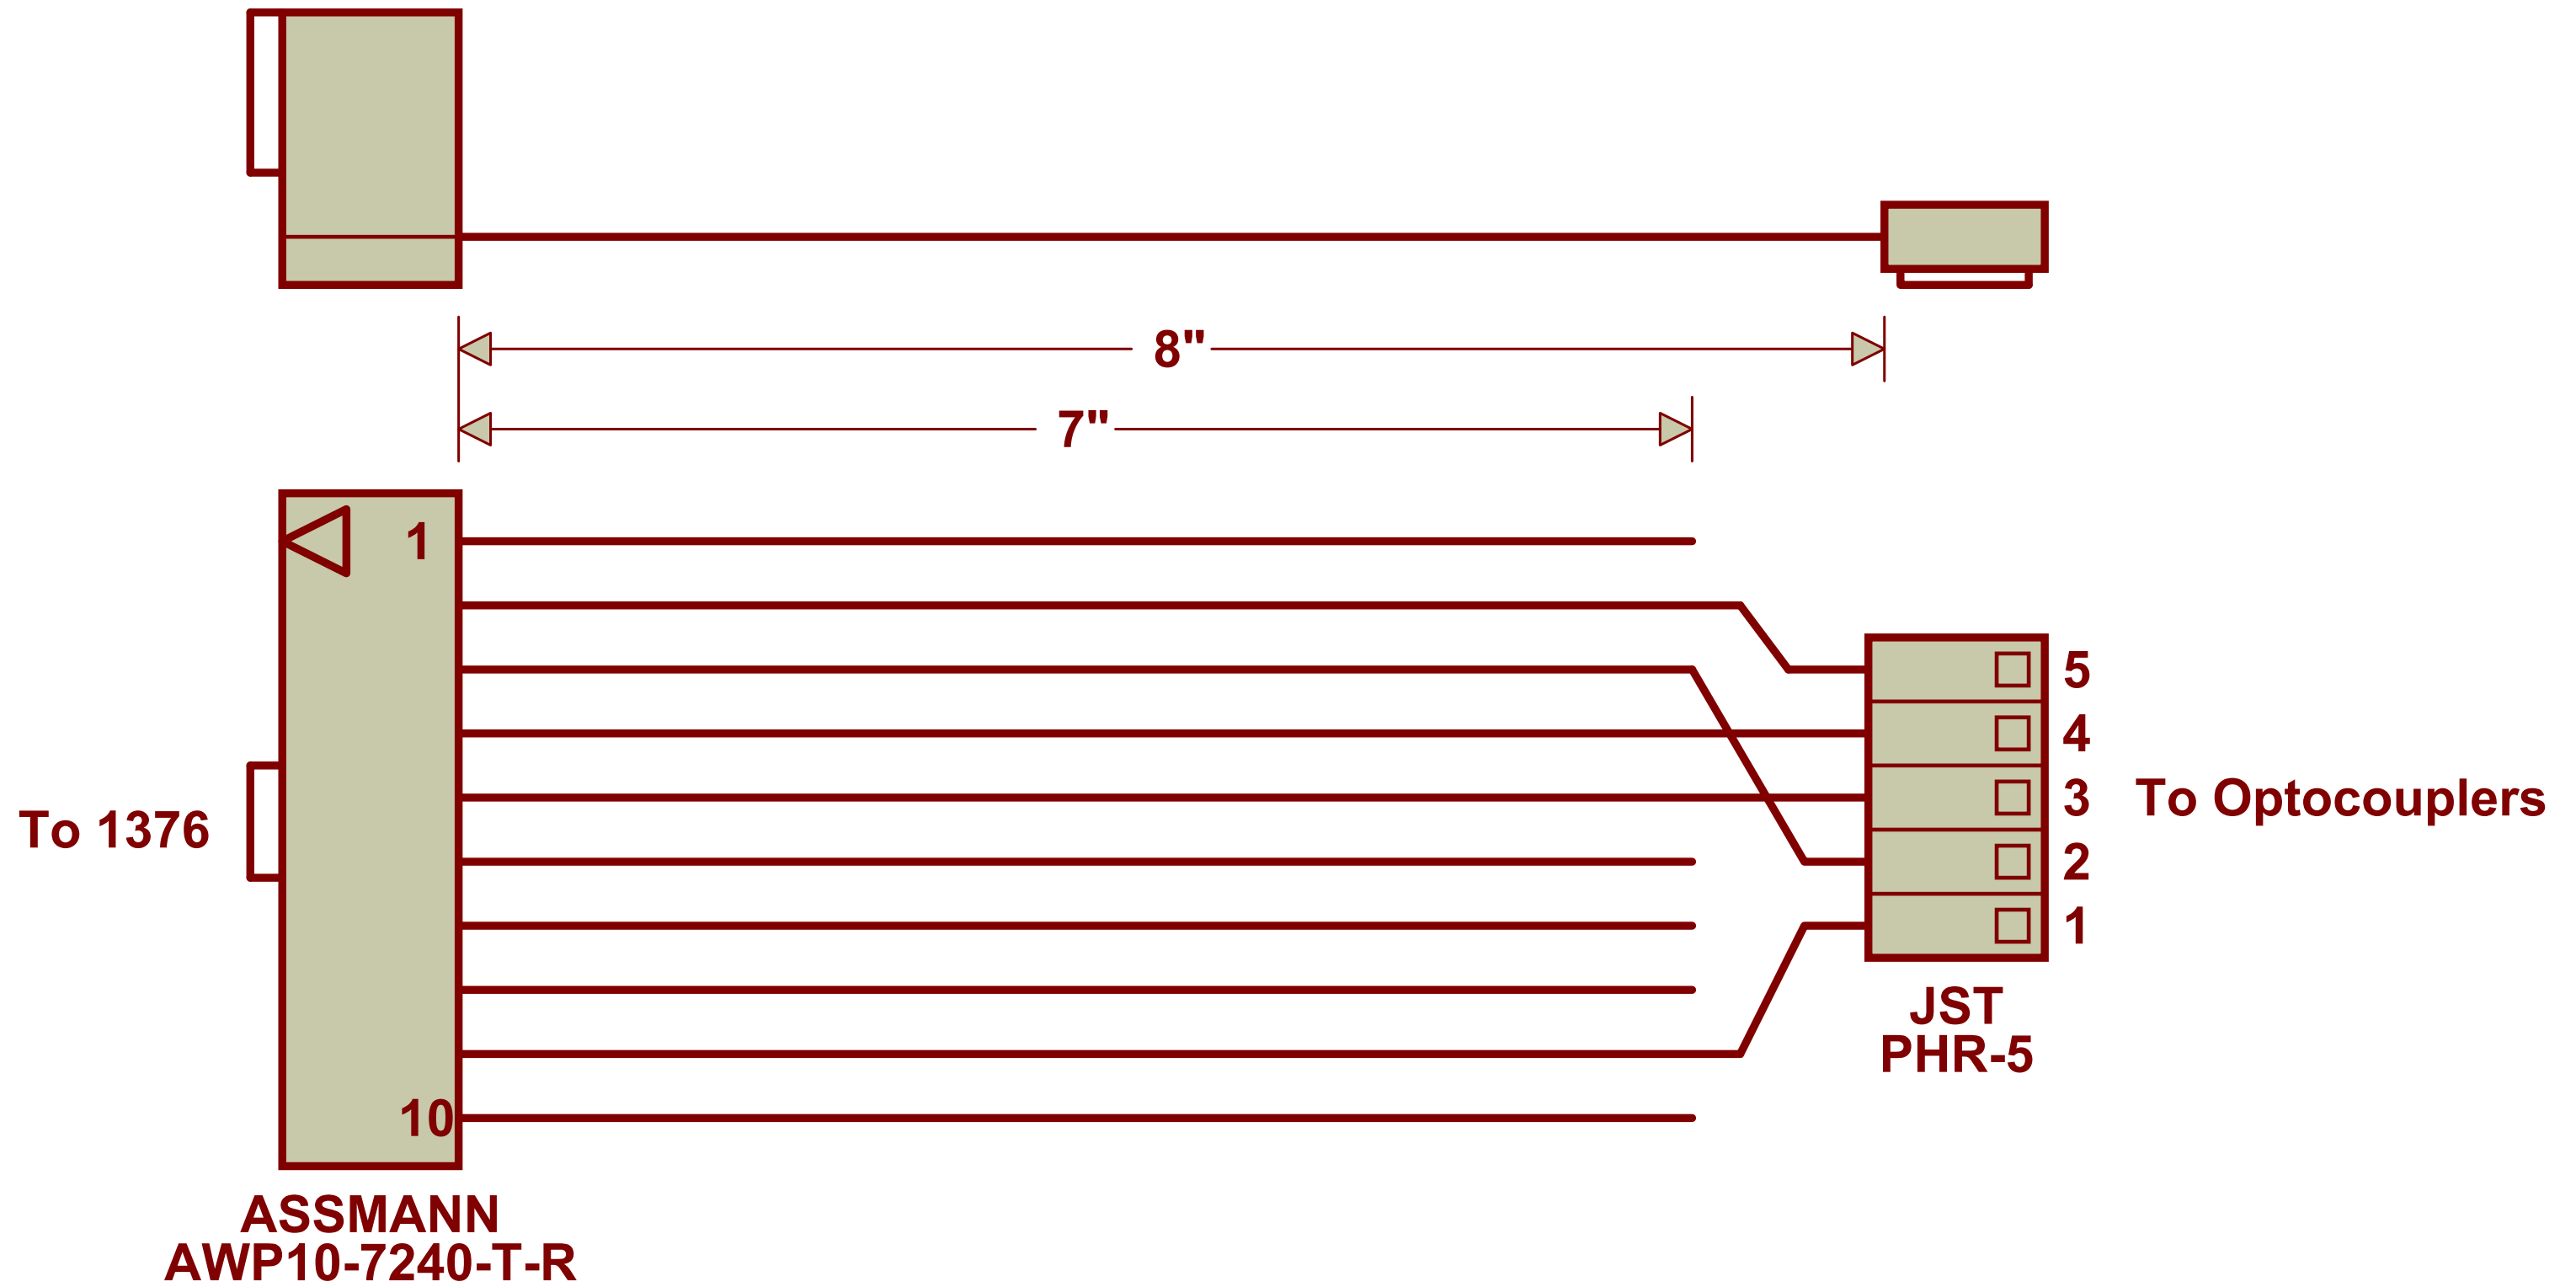 8"
7"
1
5
4
To 1376
3
To Optocouplers
2
1
JST
PHR-5
10
ASSMANN
AWP10-7240-T-R